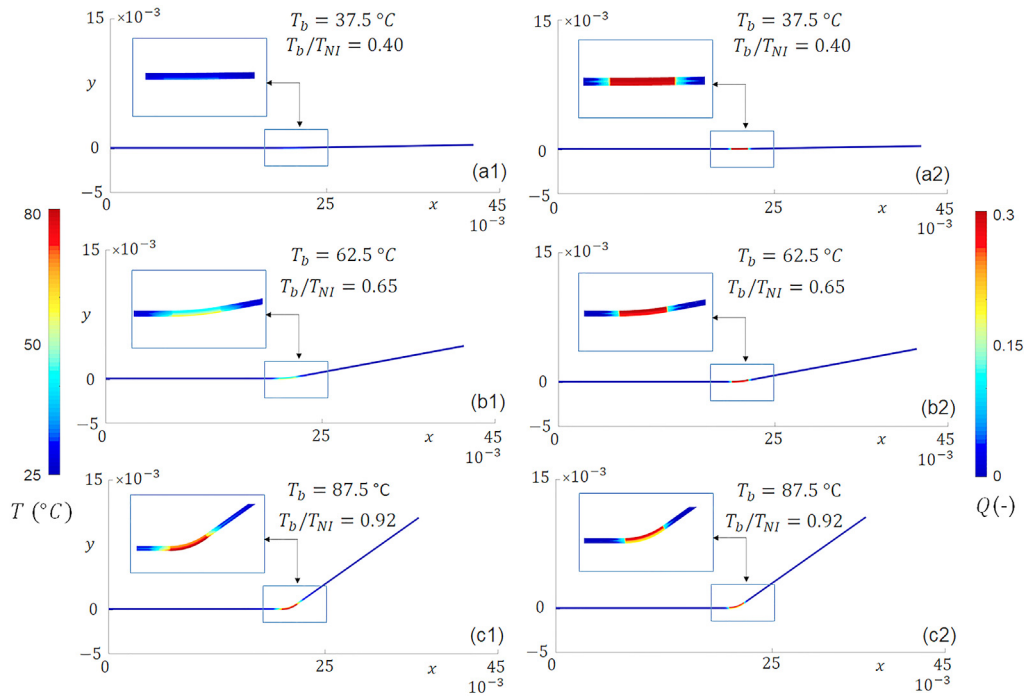 15 ×10⁻³
T_b = 37.5 °C
T_b/T_NI = 0.40
y
0
−5
0
25
x
45
10⁻³
(a1)
15 ×10⁻³
T_b = 37.5 °C
T_b/T_NI = 0.40
y
0
−5
0
25
x
45
10⁻³
(a2)
80
50
25
T (°C)
15 ×10⁻³
T_b = 62.5 °C
T_b/T_NI = 0.65
y
0
−5
0
25
x
45
10⁻³
(b1)
15 ×10⁻³
T_b = 62.5 °C
T_b/T_NI = 0.65
y
0
−5
0
25
x
45
10⁻³
(b2)
0.3
0.15
0
Q(-)
15 ×10⁻³
T_b = 87.5 °C
T_b/T_NI = 0.92
y
0
−5
0
25
x
45
10⁻³
(c1)
15 ×10⁻³
T_b = 87.5 °C
T_b/T_NI = 0.92
y
0
−5
0
25
x
45
10⁻³
(c2)